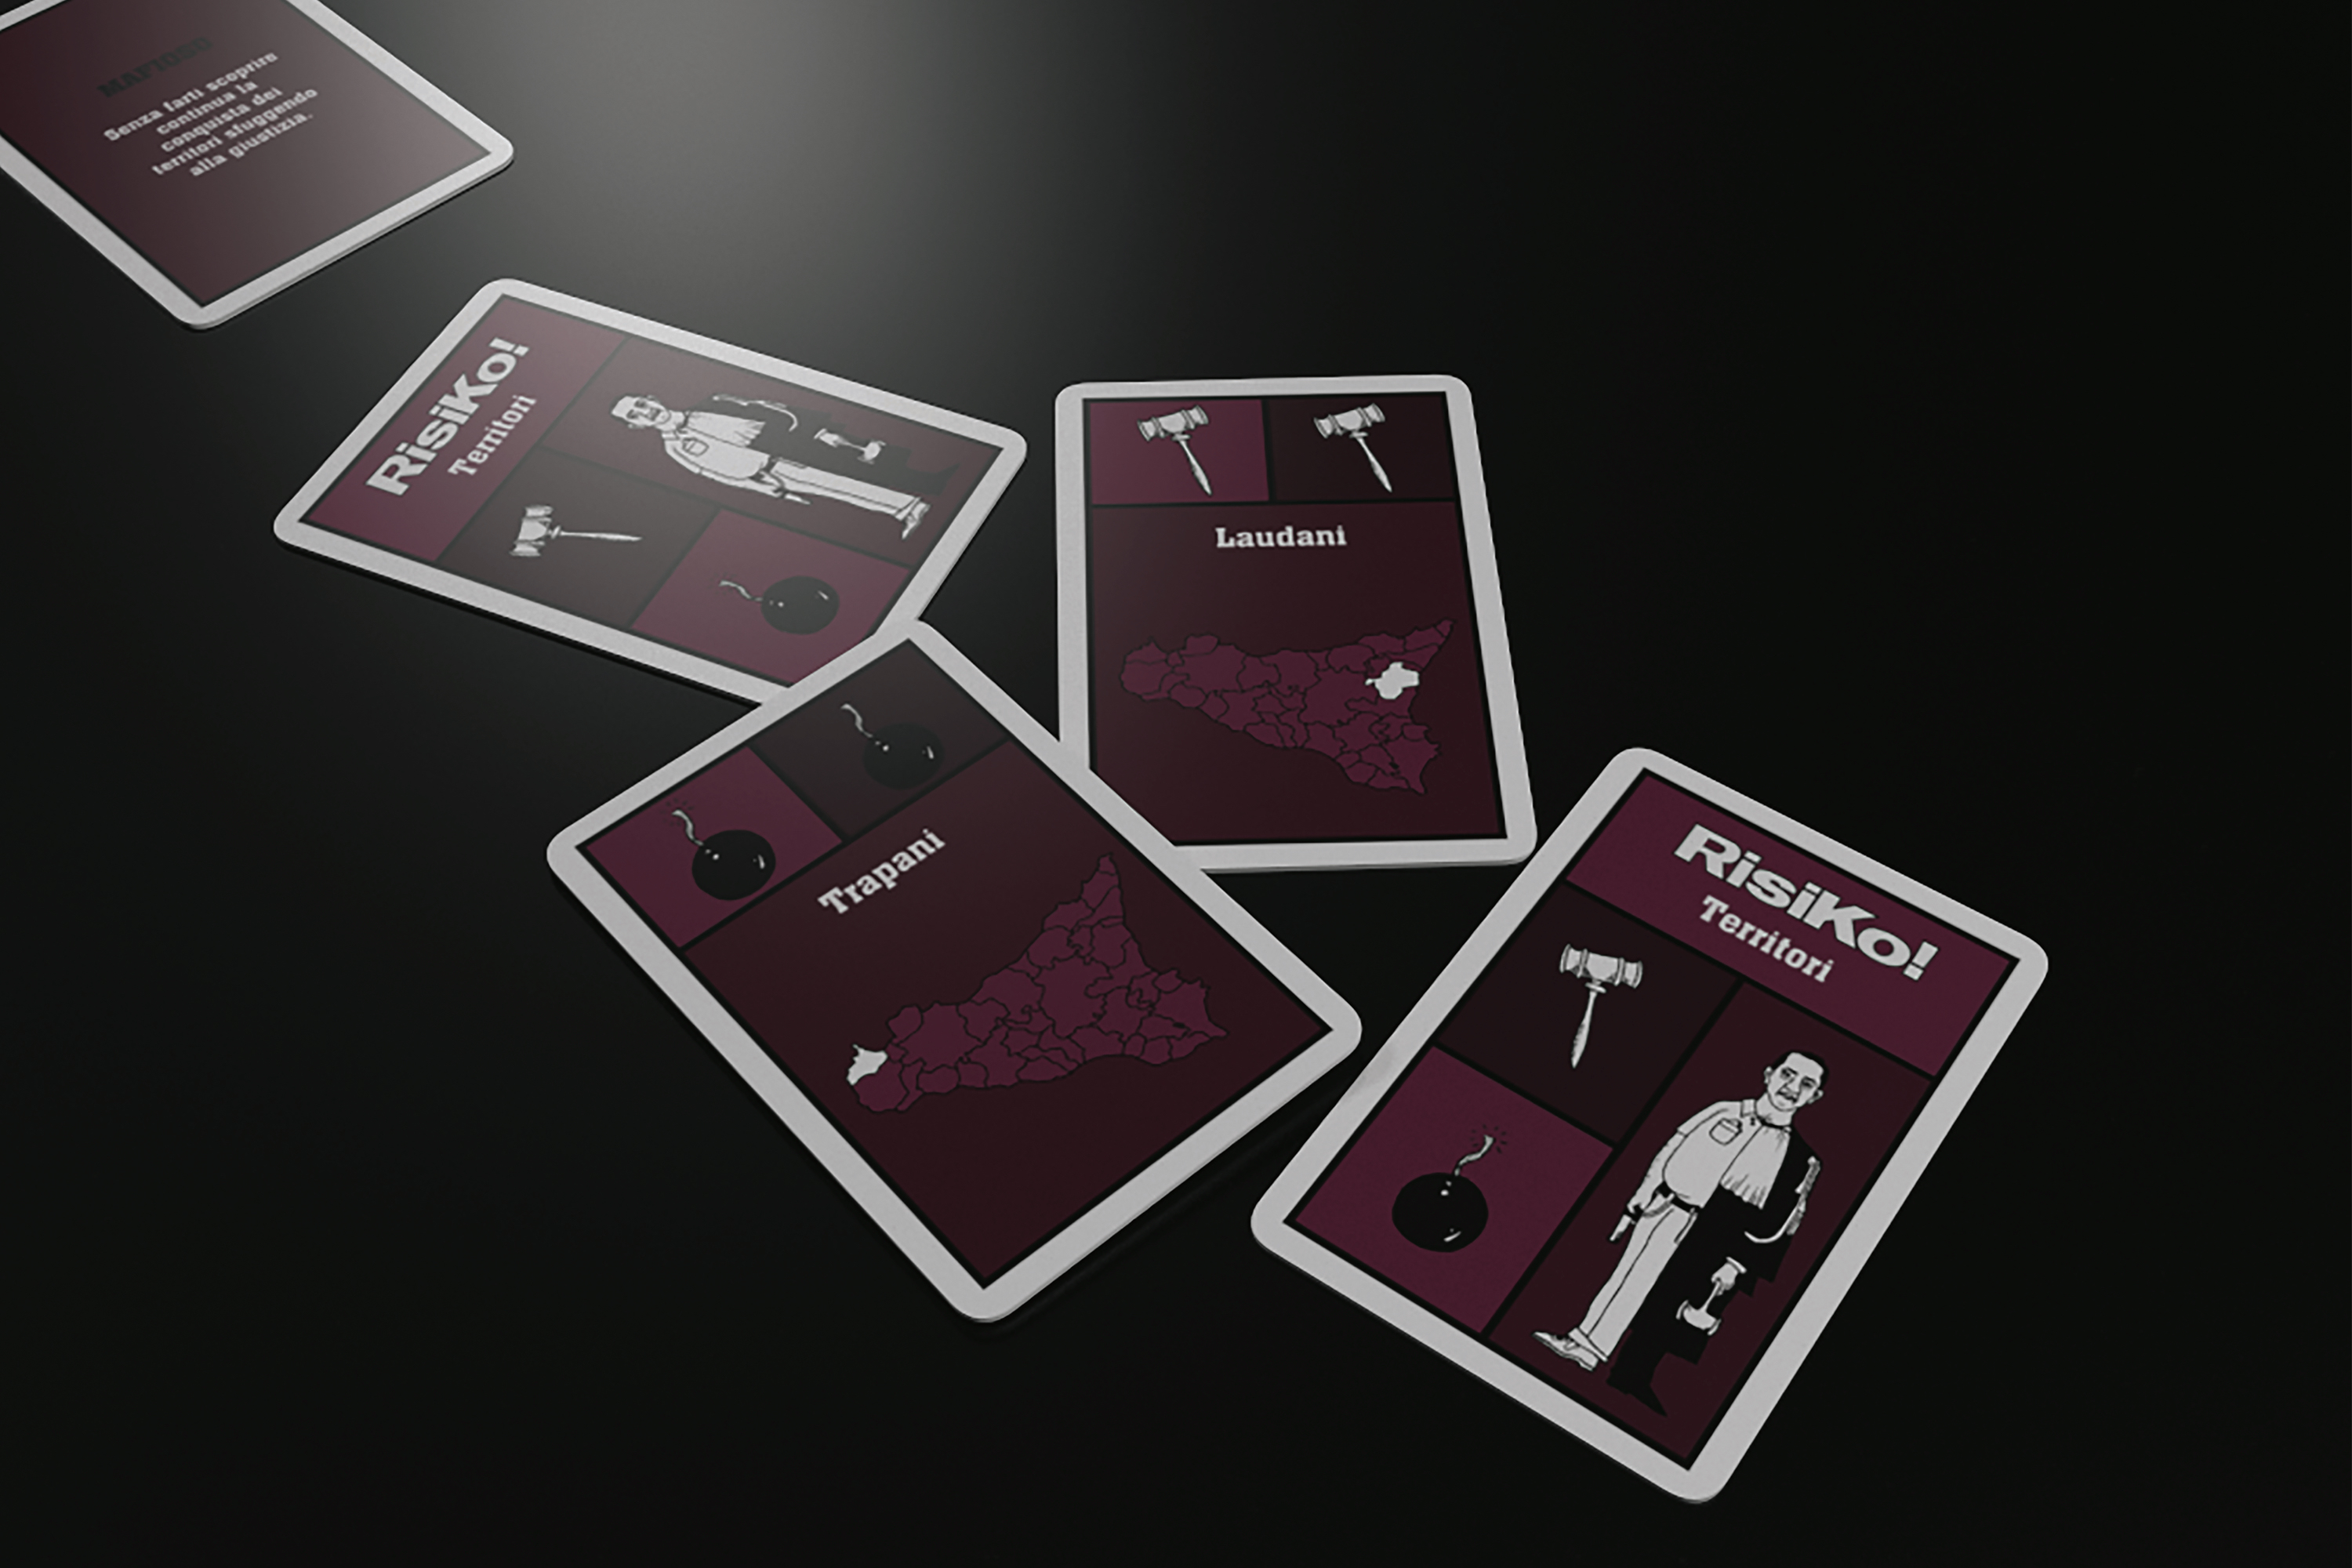 MAFIOSO
Senza farti scoprire
continua la
conquista dei
territori sfuggendo
alla giustizia.
RisiKo!
Territori
Laudani
Trapani
RisiKo!
Territori